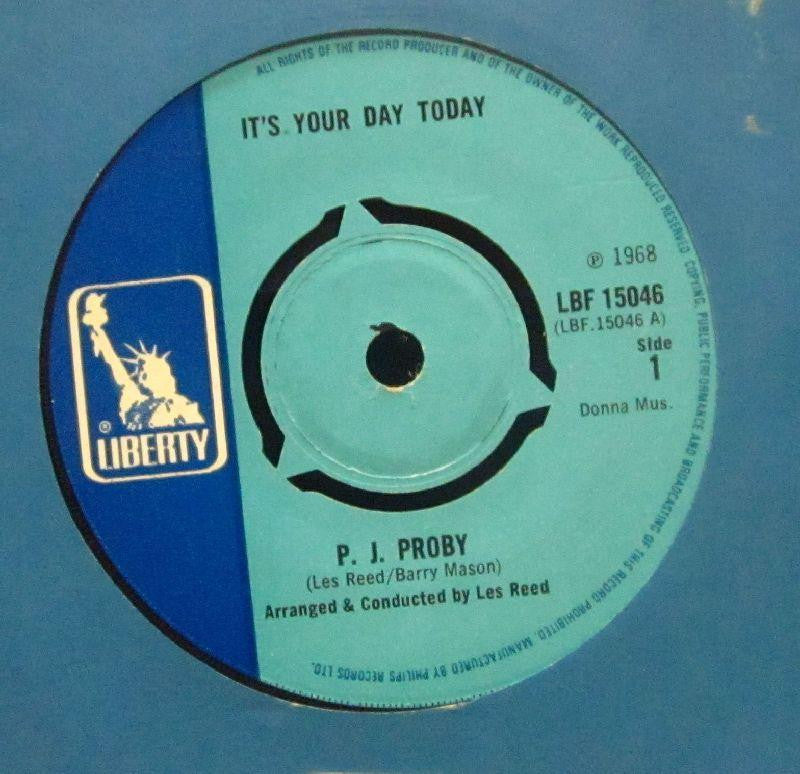 ALL RIGHTS OF THE RECORD PRODUCER AND OF THE OWNER OF THE WORK REPRODUCED RESERVED. COPYING, PUBLIC PERFORMANCE AND BROADCASTING OF THIS RECORD PROHIBITED. MANUFACTURED BY PHILIPS RECORDS LTD.
IT'S YOUR DAY TODAY
℗ 1968
LBF 15046
(LBF.15046 A)
Side
1
Donna Mus.
® LIBERTY
P. J. PROBY
(Les Reed/Barry Mason)
Arranged & Conducted by Les Reed